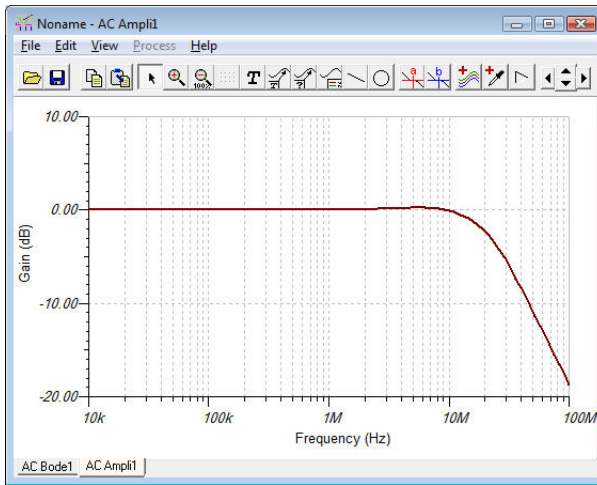 Noname - AC Ampli1
File Edit View Process Help
100%
T
a
b
10.00
0.00
-10.00
-20.00
Gain (dB)
10k 100k 1M 10M 100M
Frequency (Hz)
AC Bode1 AC Ampli1